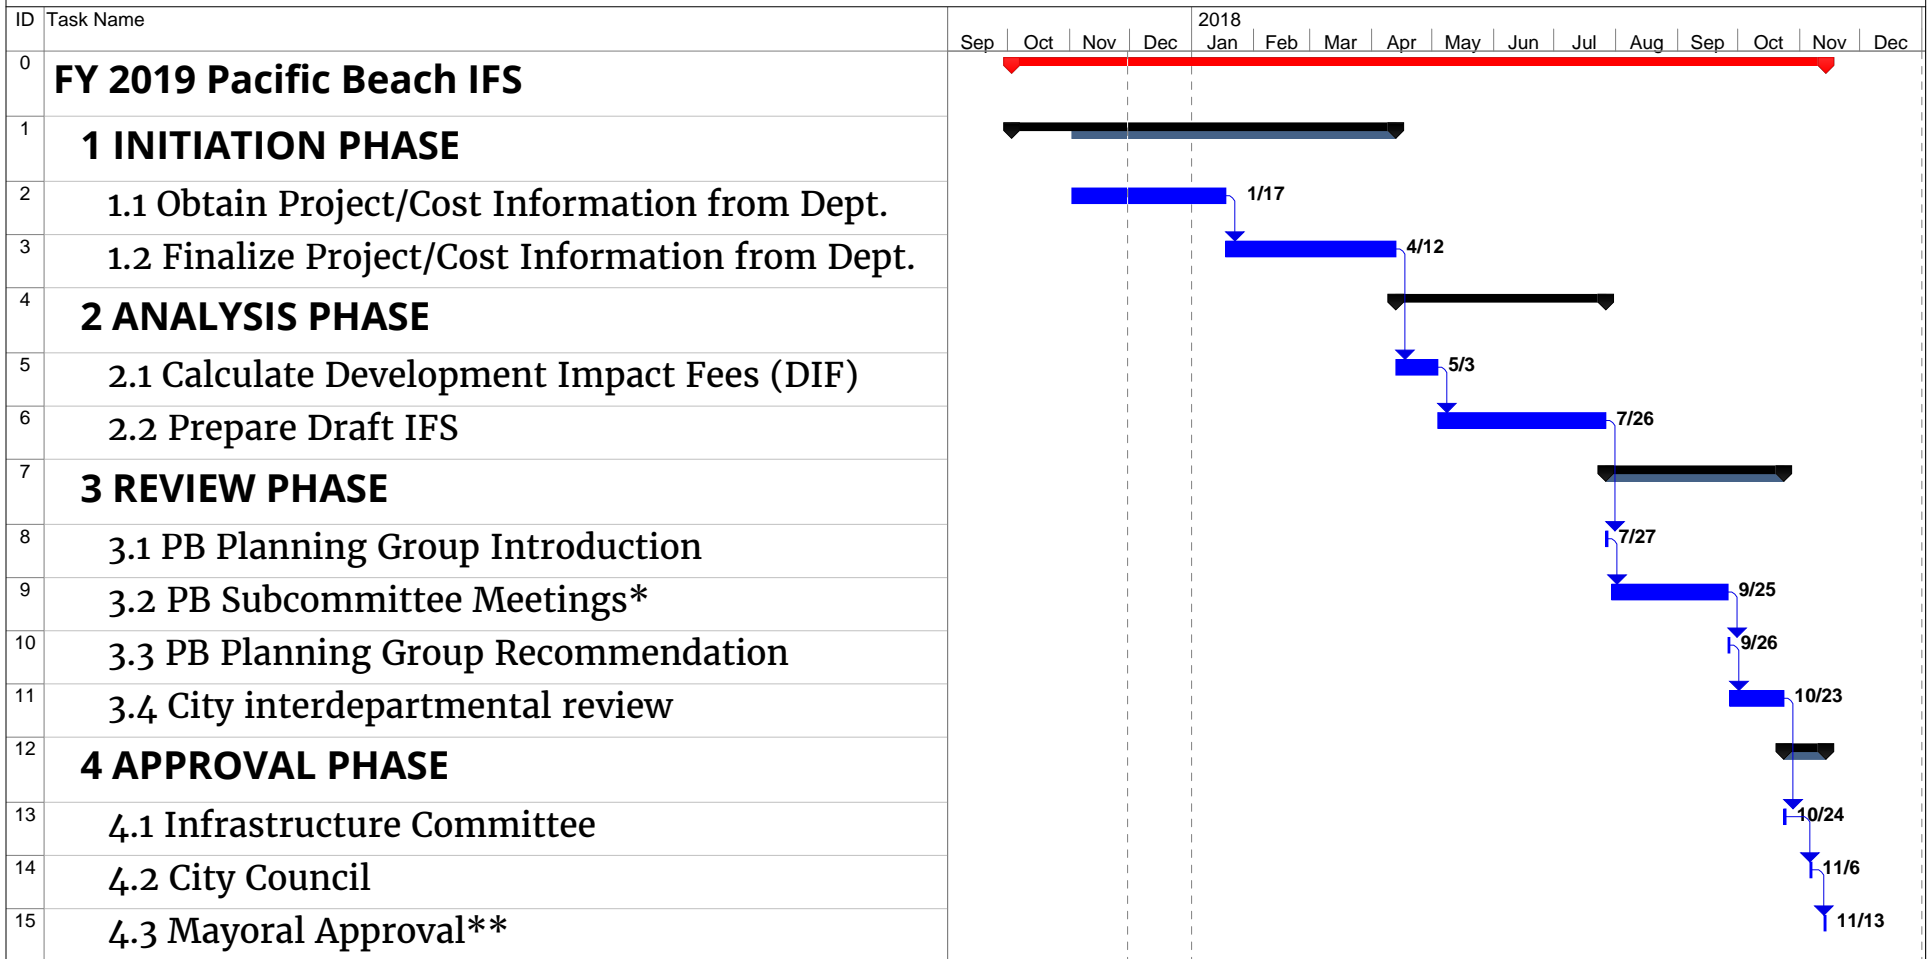 ID Task Name 2018
Sep Oct Nov Dec Jan Feb Mar Apr May Jun Jul Aug Sep Oct Nov Dec
0 FY 2019 Pacific Beach IFS
1 1 INITIATION PHASE
2 1.1 Obtain Project/Cost Information from Dept. 1/17
3 1.2 Finalize Project/Cost Information from Dept. 4/12
4 2 ANALYSIS PHASE
5 2.1 Calculate Development Impact Fees (DIF) 5/3
6 2.2 Prepare Draft IFS 7/26
7 3 REVIEW PHASE
8 3.1 PB Planning Group Introduction 7/27
9 3.2 PB Subcommittee Meetings* 9/25
10 3.3 PB Planning Group Recommendation 9/26
11 3.4 City interdepartmental review 10/23
12 4 APPROVAL PHASE
13 4.1 Infrastructure Committee 10/24
14 4.2 City Council 11/6
15 4.3 Mayoral Approval** 11/13